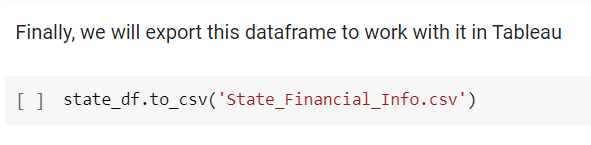 Finally, we will export this dataframe to work with it in Tableau
[ ] state_df.to_csv('State_Financial_Info.csv')